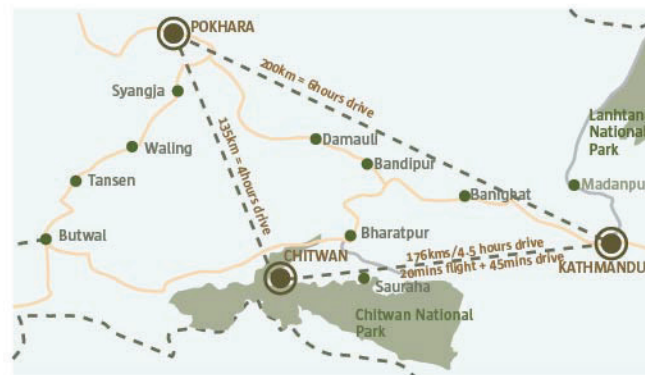 POKHARA
200km = 6hours drive
Syangja
135km = 4hours drive
Lanhtan
National
Park
Damauli
Waling
Bandipur
Tansen
Madanpu
Banighat
Butwal
Bharatpur
CHITWAN
176kms/4-5 hours drive
20mins flight + 45mins drive
KATHMANDU
Sauraha
Chitwan National
Park